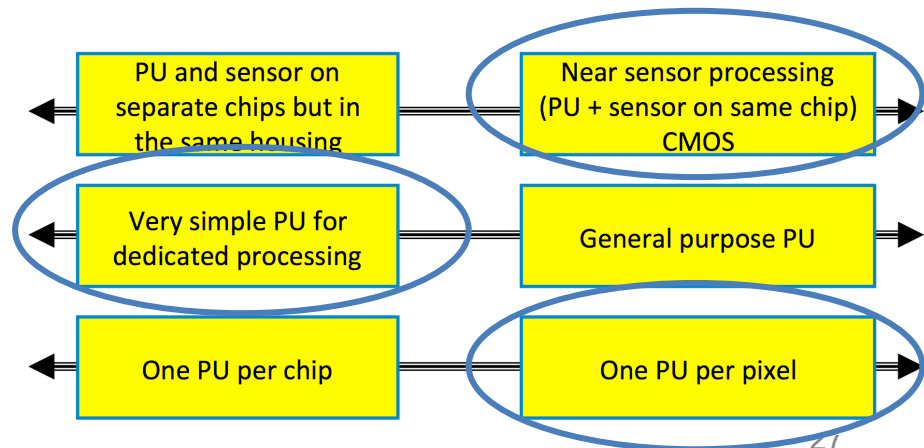 PU and sensor on
separate chips but in
the same housing
Near sensor processing
(PU + sensor on same chip)
CMOS
Very simple PU for
dedicated processing
General purpose PU
One PU per chip
One PU per pixel